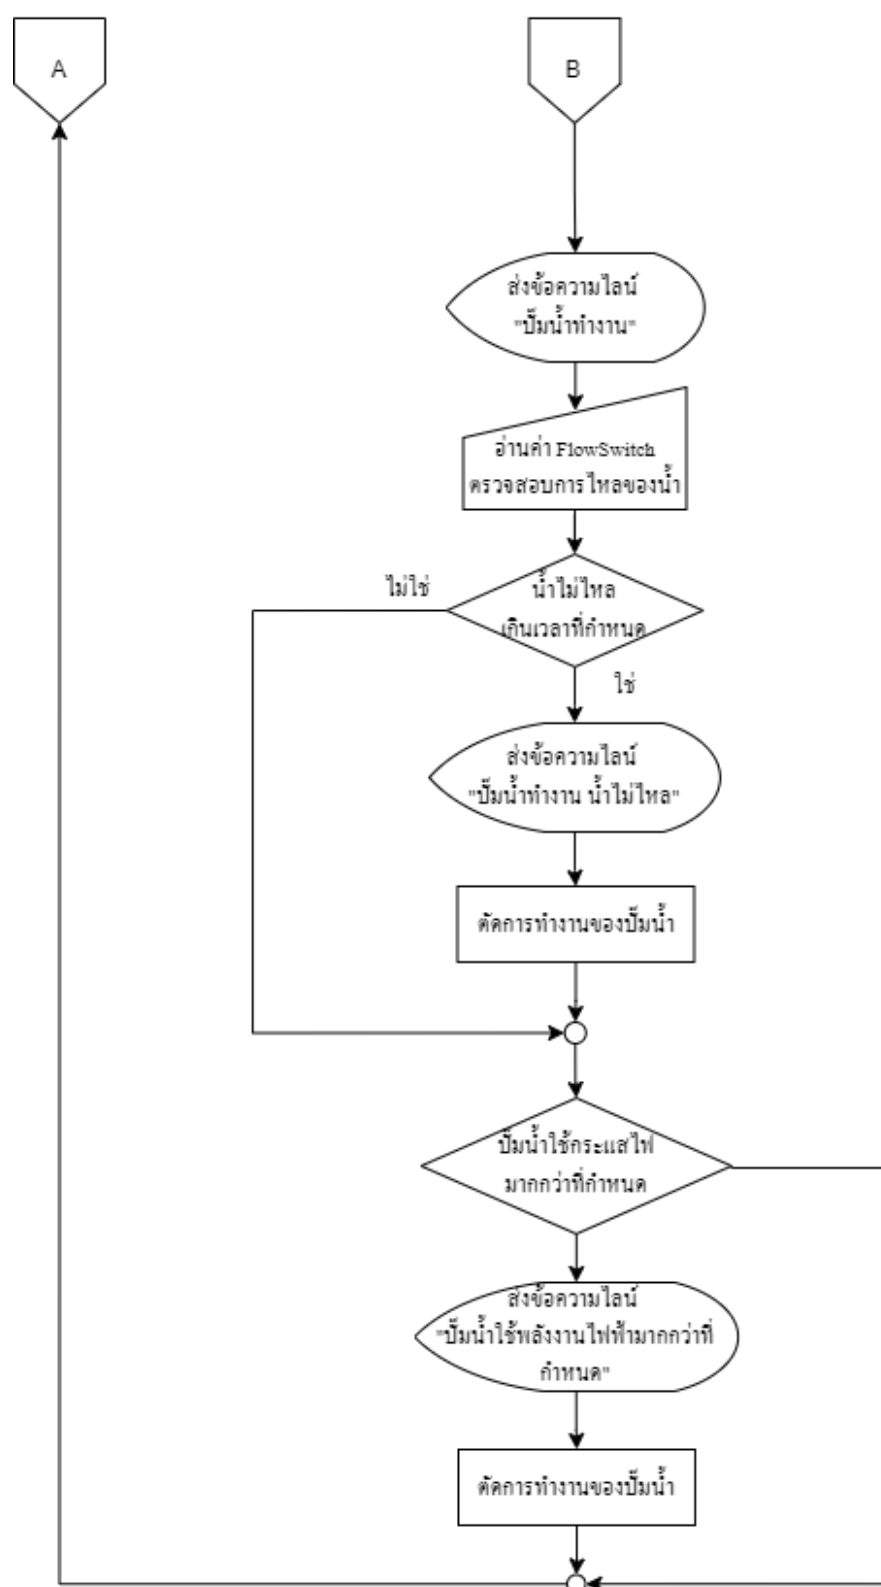 A
B
ส่งข้อความไลน์
"ปั๊มน้ำทำงาน"
อ่านค่า FlowSwitch
ตรวจสอบการไหลของน้ำ
ไม่ใช่
น้ำไม่ไหล
เกินเวลาที่กำหนด
ใช่
ส่งข้อความไลน์
"ปั๊มน้ำทำงาน น้ำไม่ไหล"
ตัดการทำงานของปั๊มน้ำ
ปั๊มน้ำใช้กระแสไฟ
มากกว่าที่กำหนด
ส่งข้อความไลน์
"ปั๊มน้ำใช้พลังงานไฟฟ้ามากกว่าที่
กำหนด"
ตัดการทำงานของปั๊มน้ำ